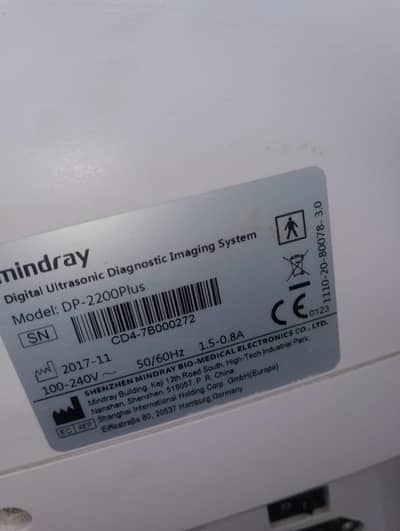 mindray
Digital Ultrasonic Diagnostic Imaging System
Model: DP-2200Plus
SN
CD4-7B000272
2017-11
100-240V～ 50/60Hz 1.5-0.8A
SHENZHEN MINDRAY BIO-MEDICAL ELECTRONICS CO., LTD.
Mindray Building, Keji 12th Road South, High-Tech Industrial Park,
Nanshan, Shenzhen 518057, P. R. China
EC REP
Shanghai International Holding Corp. GmbH(Europe)
Eiffestraße 80, 20537 Hamburg Germany
CE 0123
1110-20-80078- 3.0